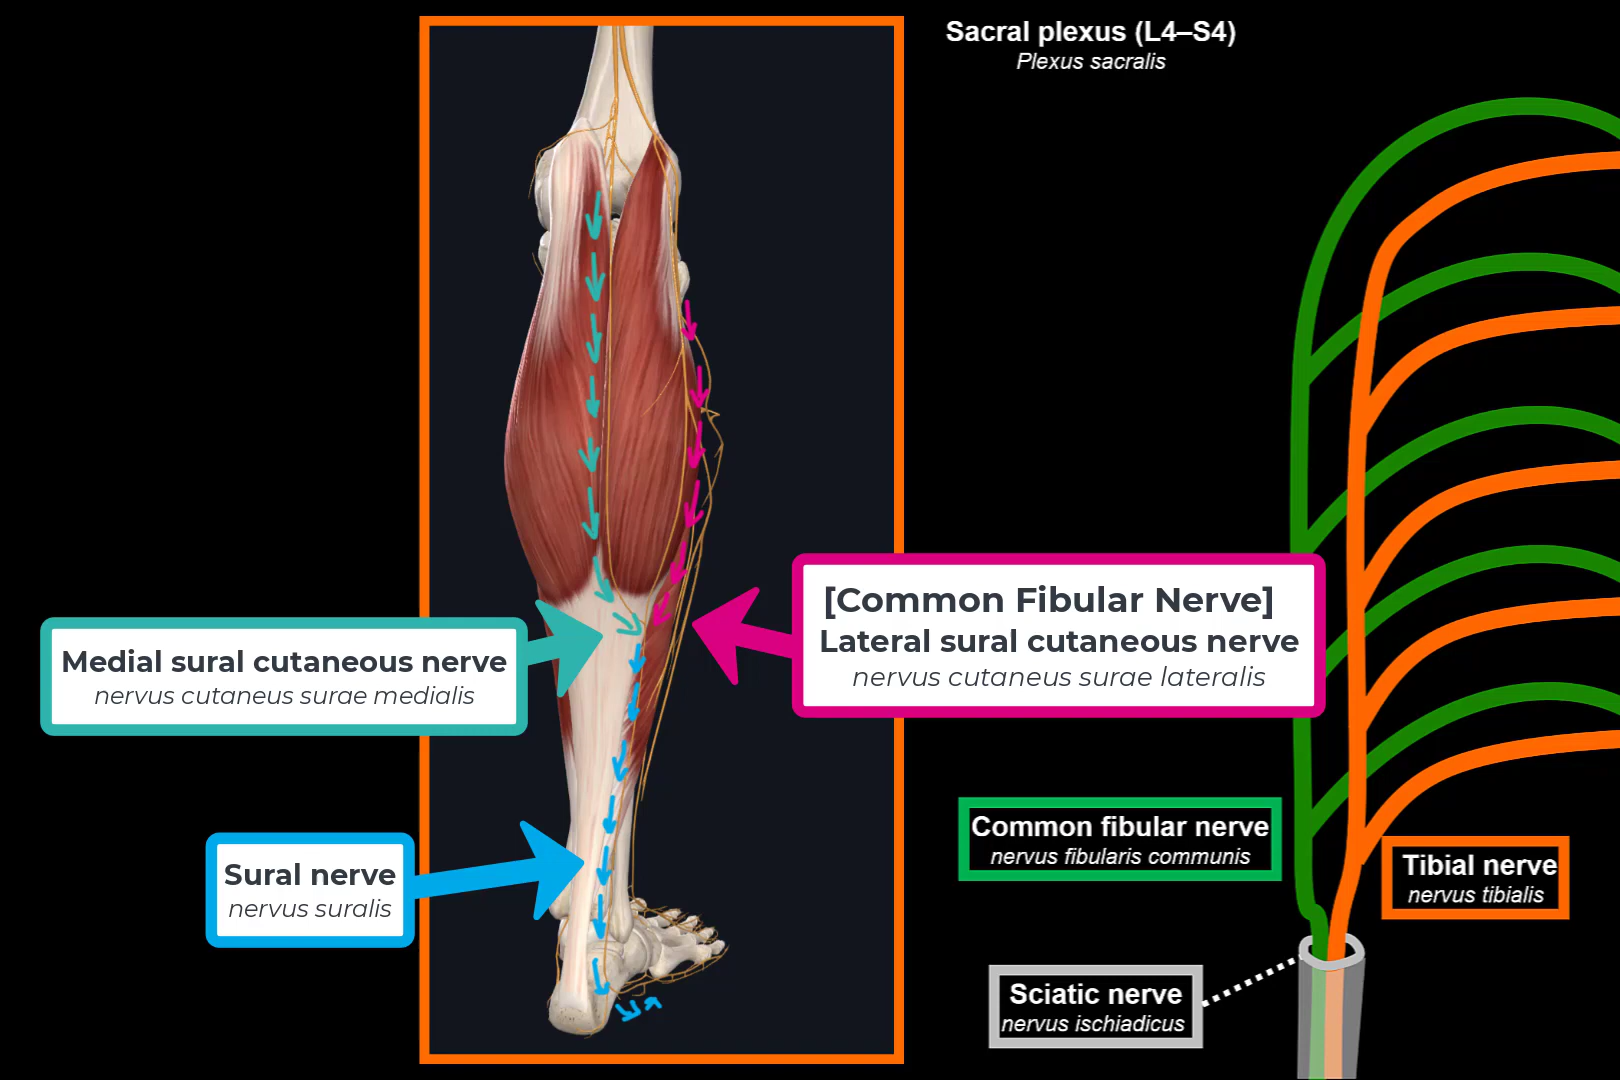 Sacral plexus (L4–S4)
Plexus sacralis
[Common Fibular Nerve]
Lateral sural cutaneous nerve
nervus cutaneus surae lateralis
Medial sural cutaneous nerve
nervus cutaneus surae medialis
Common fibular nerve
nervus fibularis communis
Tibial nerve
nervus tibialis
Sural nerve
nervus suralis
Sciatic nerve
nervus ischiadicus